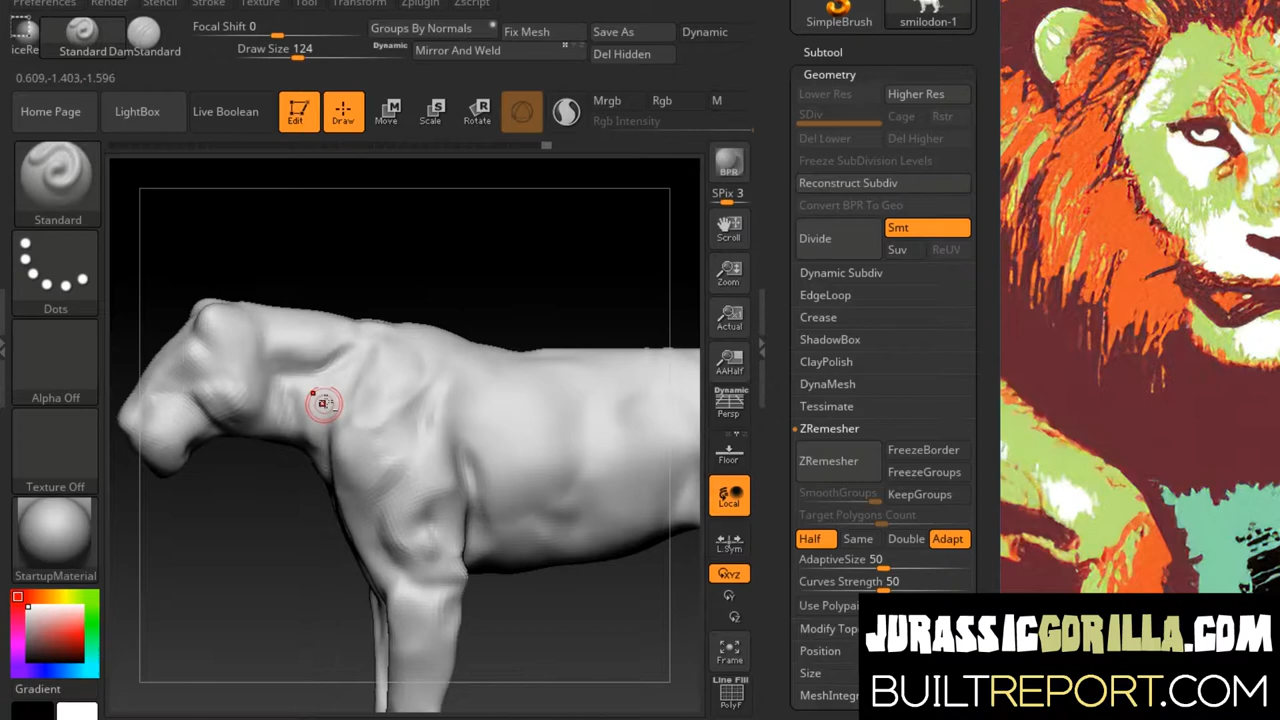 Preferences Render Stencil Stroke Texture Tool Transform Zplugin Zscript
iceRe Standard DamStandard
Focal Shift 0
Draw Size 124
Dynamic
Groups By Normals
Mirror And Weld
Fix Mesh
Save As
Del Hidden
Dynamic
0.609,-1.403,-1.596
Home Page
LightBox
Live Boolean
Edit
Draw
Move
Scale
Rotate
Mrgb Rgb M
Rgb Intensity
Standard
Dots
Alpha Off
Texture Off
StartupMaterial
Gradient
BPR
SPix 3
Scroll
Zoom
Actual
AAHalf
Dynamic
Persp
Floor
Local
L.Sym
XYZ
Frame
Line Fill
PolyF
SimpleBrush smilodon-1
Subtool
Geometry
Lower Res Higher Res
SDiv Cage Rstr
Del Lower Del Higher
Freeze SubDivision Levels
Reconstruct Subdiv
Convert BPR To Geo
Divide Smt
Suv ReUV
Dynamic Subdiv
EdgeLoop
Crease
ShadowBox
ClayPolish
DynaMesh
Tessimate
ZRemesher
ZRemesher FreezeBorder
FreezeGroups
SmoothGroups KeepGroups
Target Polygons Count
Half Same Double Adapt
AdaptiveSize 50
Curves Strength 50
Use Polypai
Modify Topo
Position
Size
MeshIntegr
JURASSICGORILLA.COM
BUILTREPORT.COM